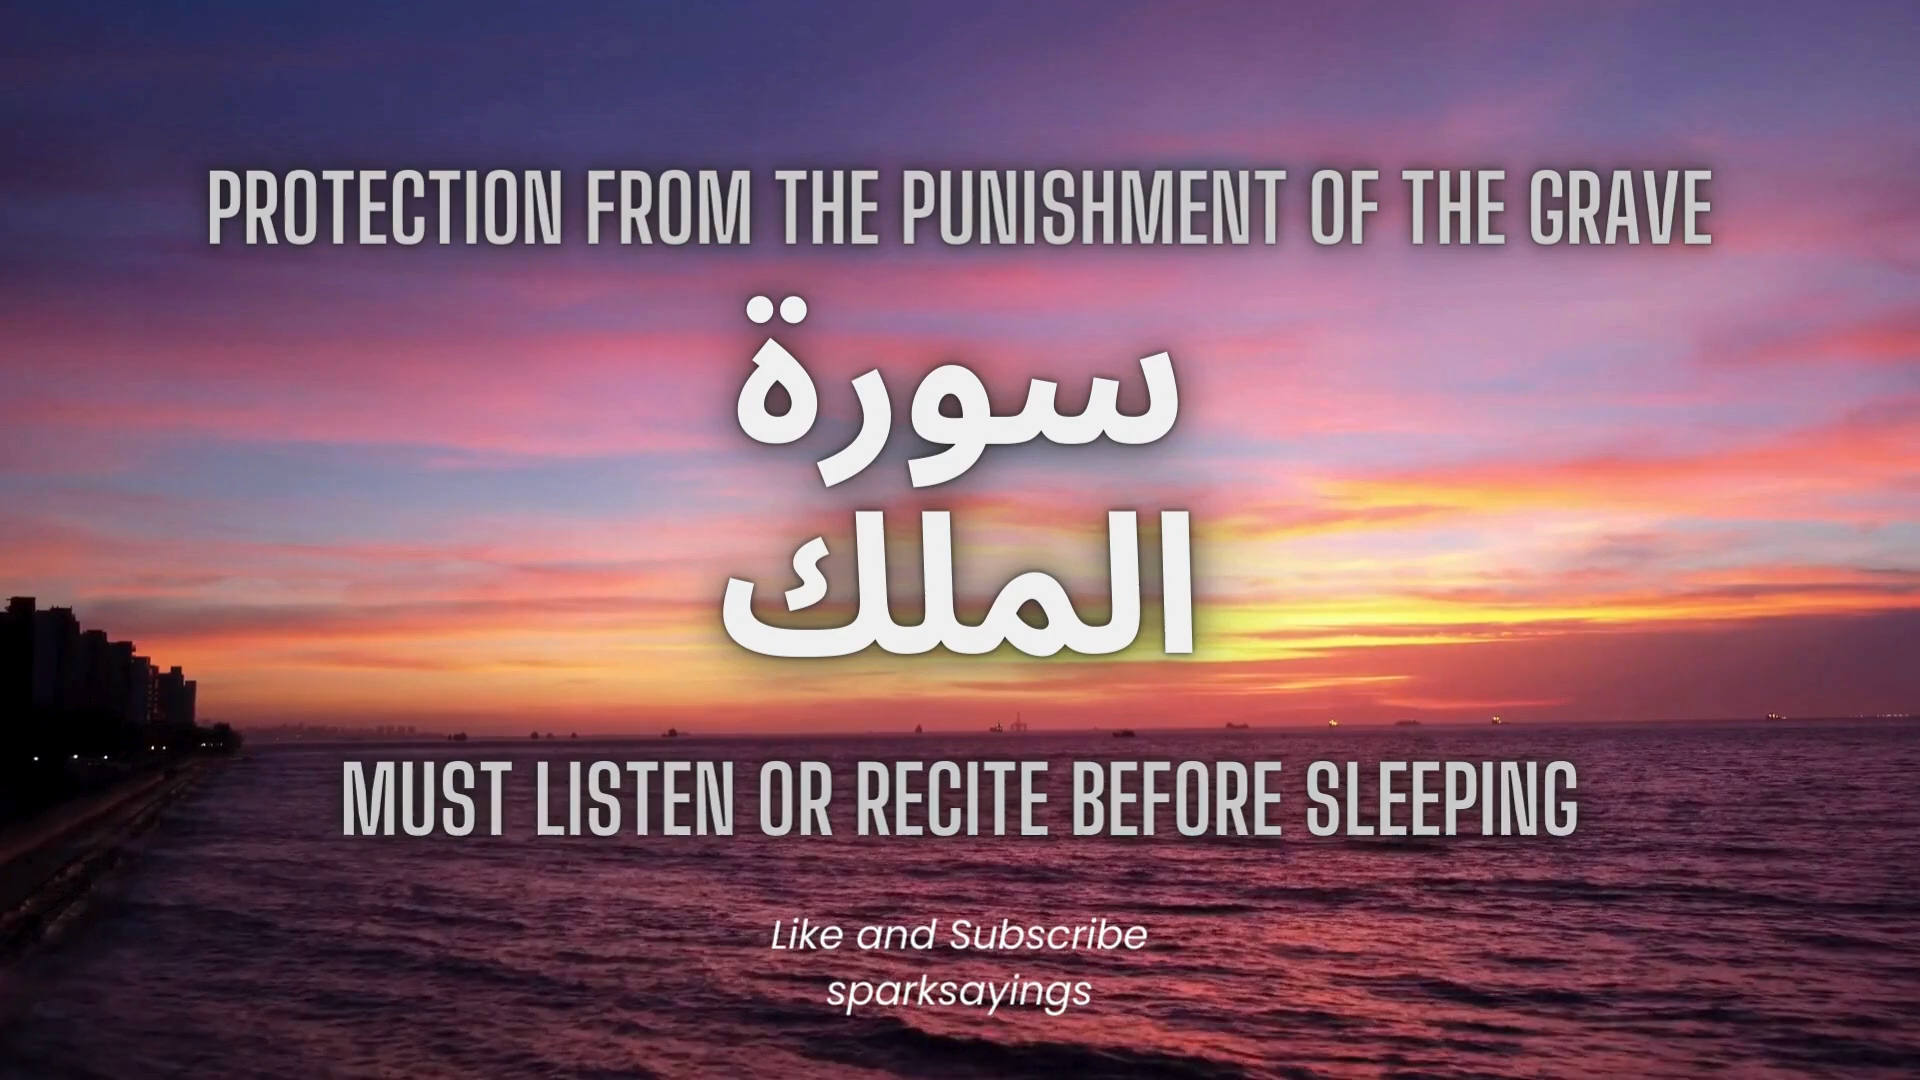 PROTECTION FROM THE PUNISHMENT OF THE GRAVE
سورة
الملك
MUST LISTEN OR RECITE BEFORE SLEEPING
Like and Subscribe
sparksayings